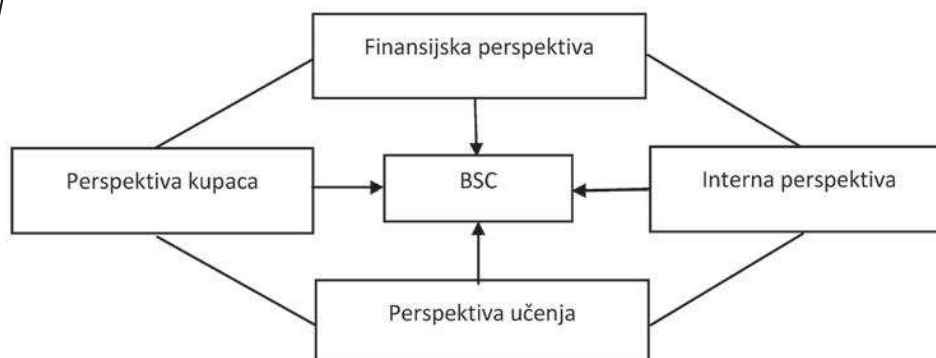 Finansijska perspektiva
Perspektiva kupaca
BSC
Interna perspektiva
Perspektiva učenja